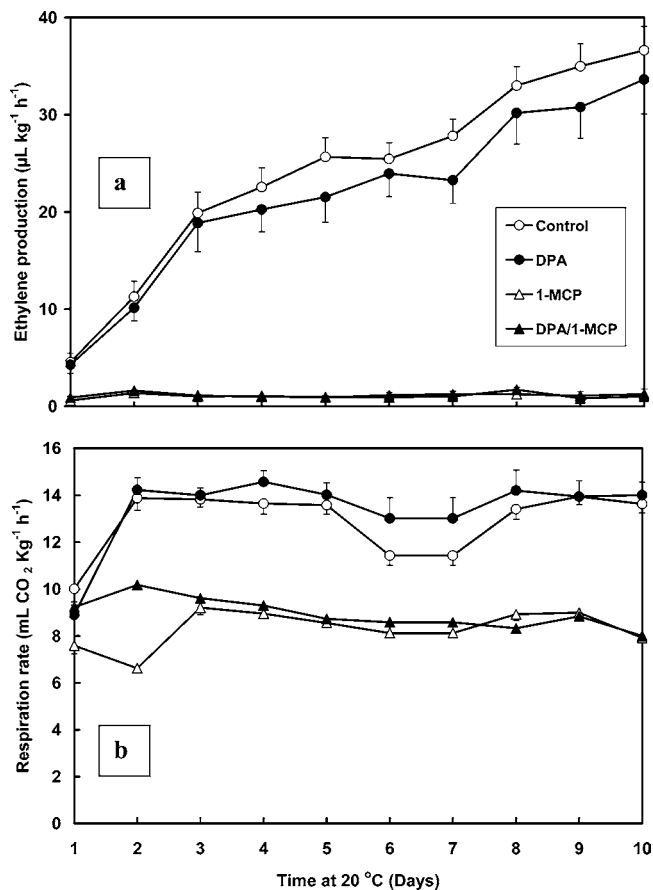 40
30
20
10
0
Ethylene production (µL kg⁻¹ h⁻¹)
a
Control
DPA
1-MCP
DPA/1-MCP
16
14
12
10
8
6
4
2
0
Respiration rate (mL CO₂ Kg⁻¹ h⁻¹)
b
1 2 3 4 5 6 7 8 9 10
Time at 20 °C (Days)